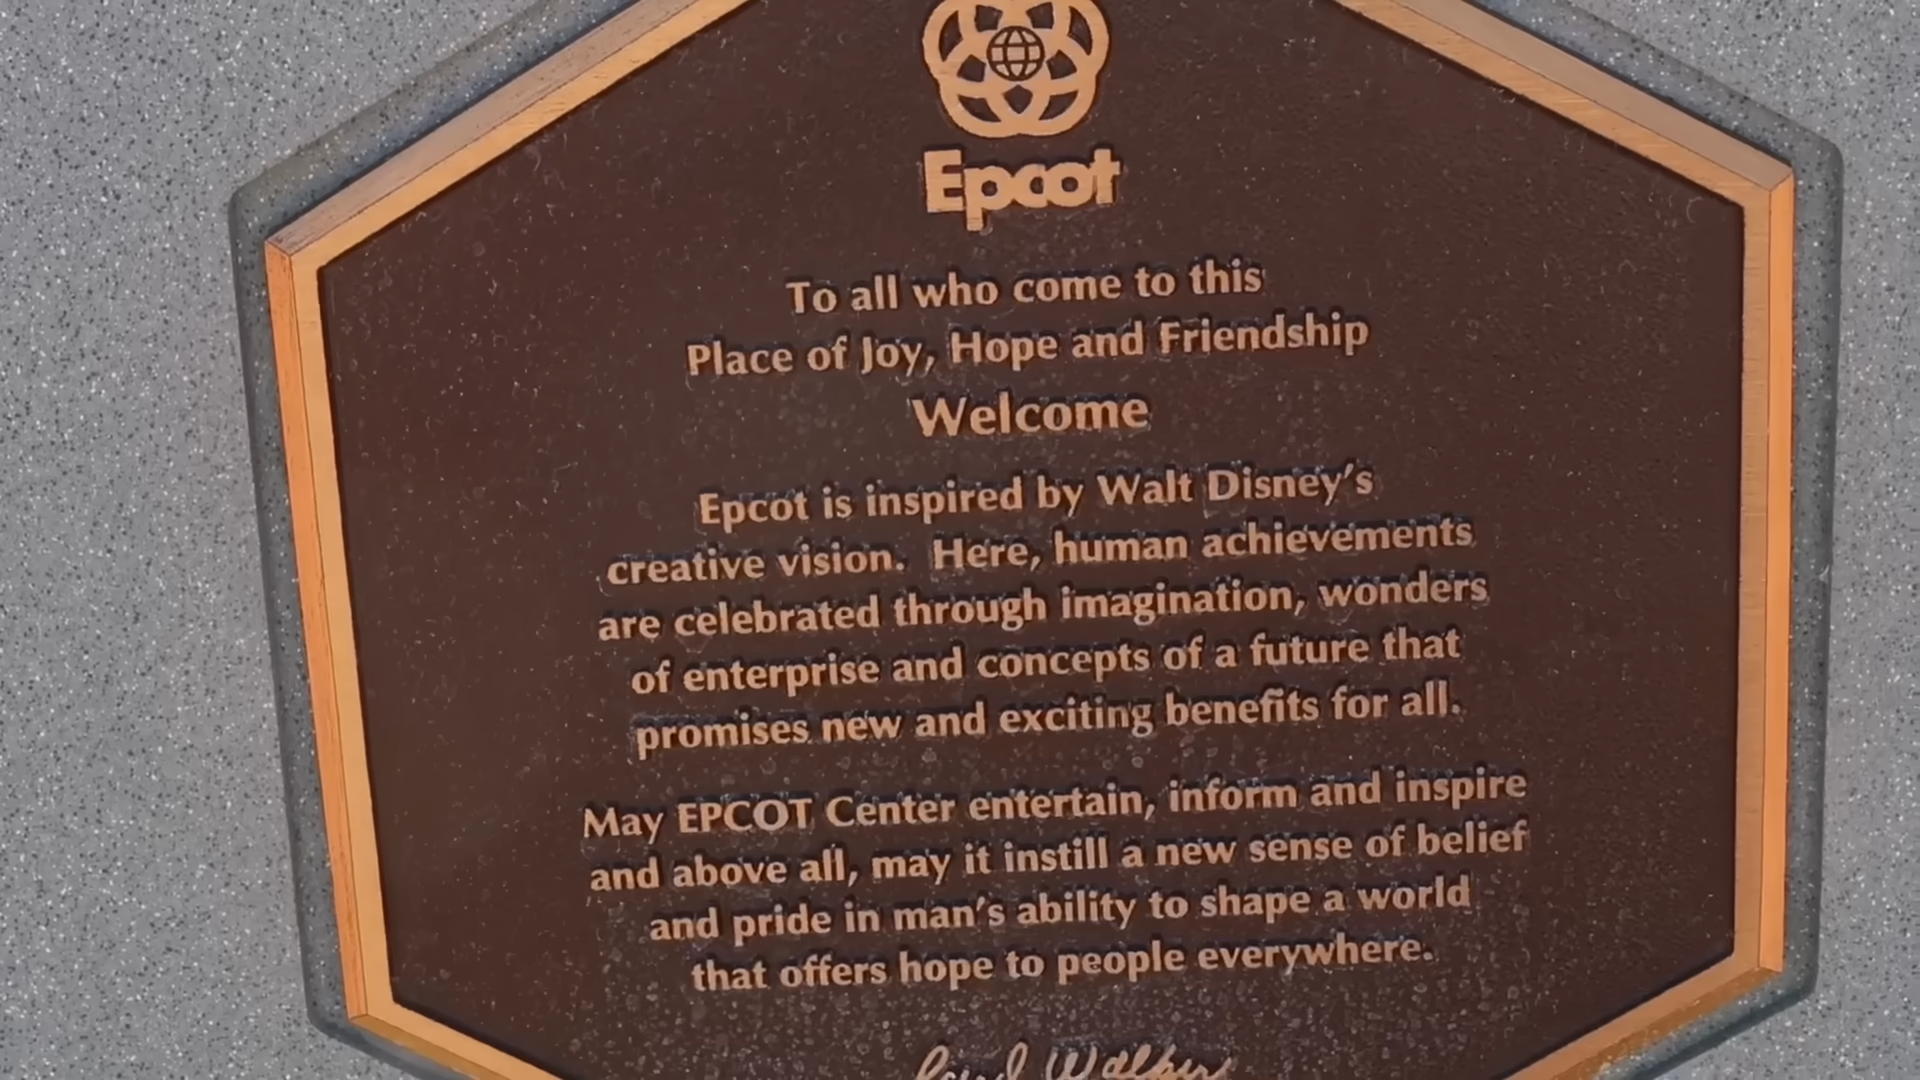 Epcot
To all who come to this
Place of Joy, Hope and Friendship
Welcome
Epcot is inspired by Walt Disney's
creative vision. Here, human achievements
are celebrated through imagination, wonders
of enterprise and concepts of a future that
promises new and exciting benefits for all.
May EPCOT Center entertain, inform and inspire
and above all, may it instill a new sense of belief
and pride in man's ability to shape a world
that offers hope to people everywhere.